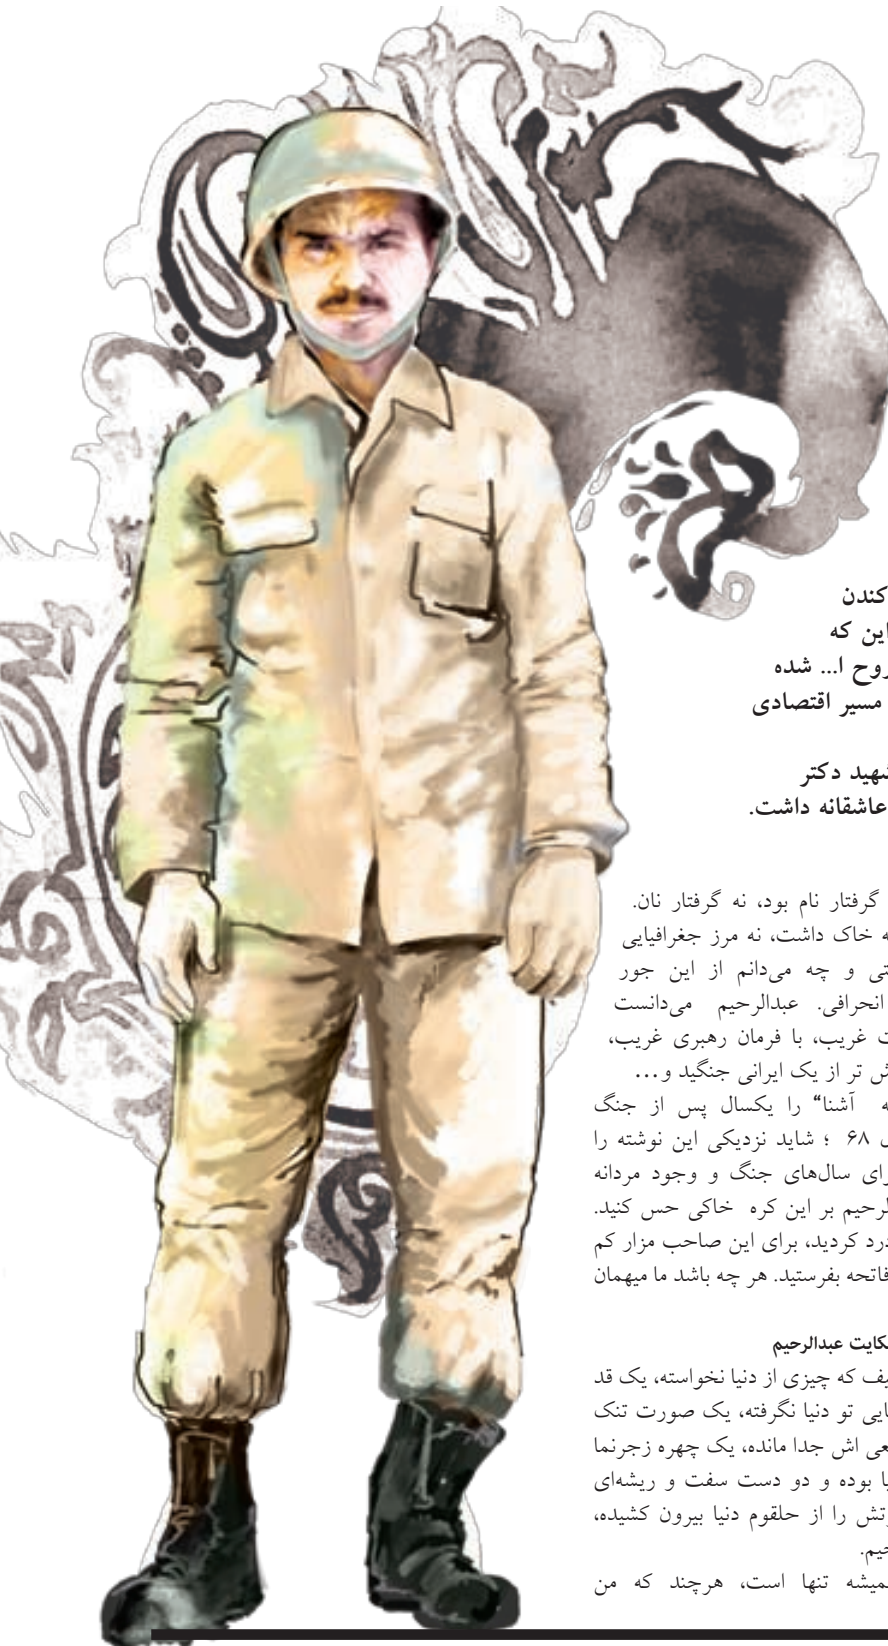 کندن
این که
روح ا... شده
مسیر اقتصادی
شهید دکتر
عاشقانه داشت.
گرفتار نام بود، نه گرفتار نان.
ه خاک داشت، نه مرز جغرافیایی
تی و چه می‌دانم از این جور
انحرافی. عبدالرحیم می‌دانست
ت غریب، با فرمان رهبری غریب،
ش تر از یک ایرانی جنگید و...
ه آشنا“ را یکسال پس از جنگ
ل ۶۸ ؛ شاید نزدیکی این نوشته را
رای سال‌های جنگ و وجود مردانه
لرحیم بر این کره خاکی حس کنید.
درد کردید، برای این صاحب مزار کم
فاتحه بفرستید. هر چه باشد ما میهمان
کایت عبدالرحیم
یف که چیزی از دنیا نخواسته، یک قد
ایی تو دنیا نگرفته، یک صورت تنک
عی اش جدا مانده، یک چهره زجرنما
یا بوده و دو دست سفت و ریشه‌ای
وتش را از حلقوم دنیا بیرون کشیده،
حیم.
میشه تنها است، هرچند که من